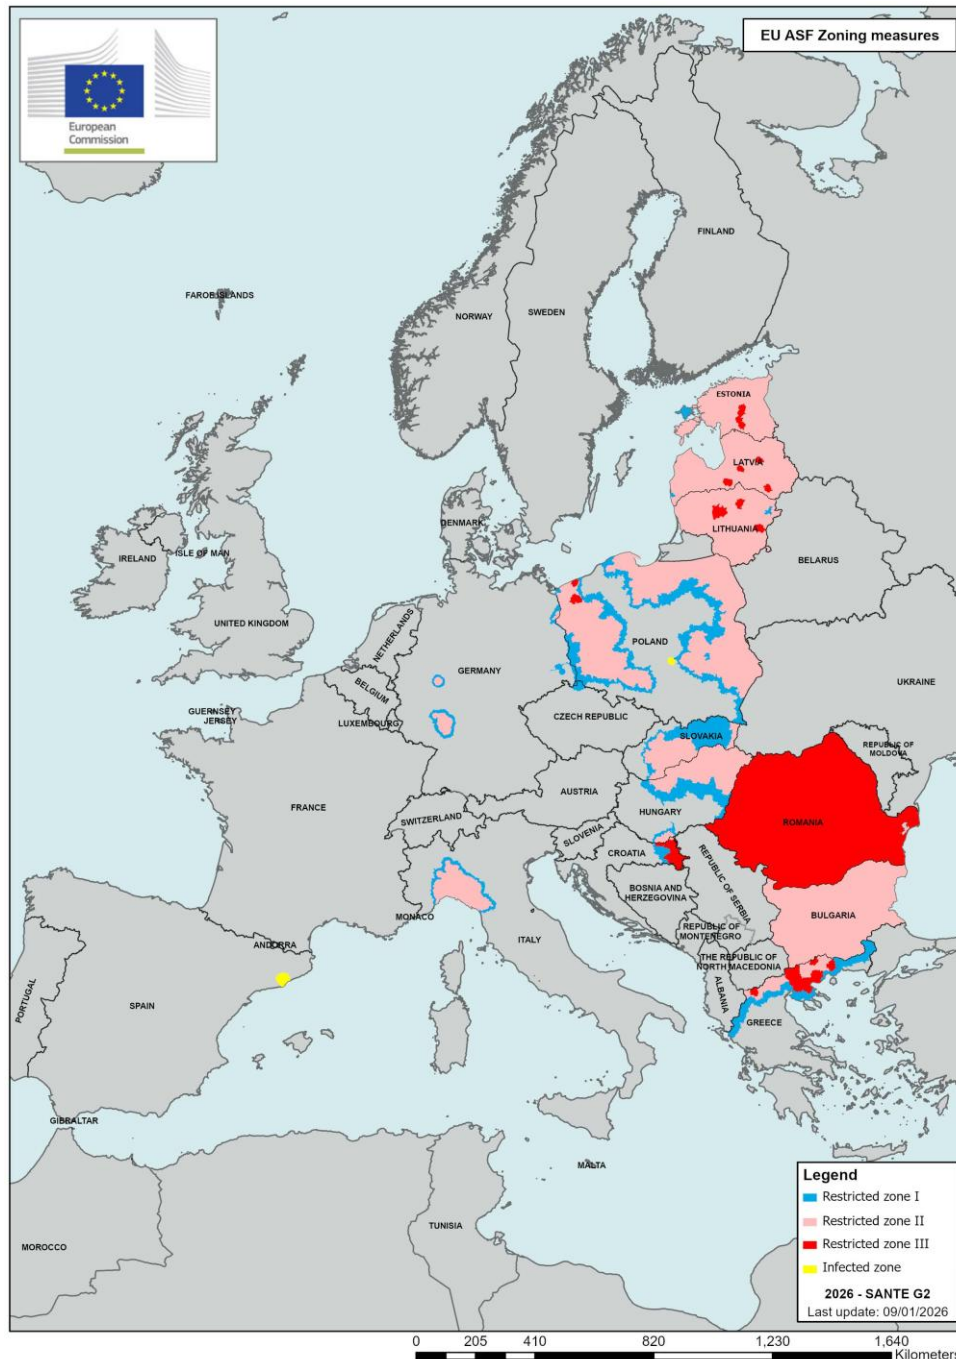 EU ASF Zoning measures
European
Commission
FINLAND
FAROE ISLANDS
NORWAY
SWEDEN
ESTONIA
LATVIA
LITHUANIA
DENMARK
IRELAND
ISLE OF MAN
BELARUS
UNITED KINGDOM
NETHERLANDS
POLAND
GERMANY
UKRAINE
BELGIUM
GUERNSEY
JERSEY
LUXEMBOURG
CZECH REPUBLIC
SLOVAKIA
REPUBLIC OF
MOLDOVA
AUSTRIA
FRANCE
HUNGARY
SWITZERLAND
ROMANIA
SLOVENIA
CROATIA
REPUBLIC OF SERBIA
BOSNIA AND
HERZEGOVINA
MONACO
BULGARIA
REPUBLIC OF
MONTENEGRO
ITALY
ANDORRA
THE REPUBLIC OF
NORTH MACEDONIA
PORTUGAL
SPAIN
ALBANIA
GREECE
GIBRALTAR
MALTA
TUNISIA
MOROCCO
Legend
Restricted zone I
Restricted zone II
Restricted zone III
Infected zone
2026 - SANTE G2
Last update: 09/01/2026
0 205 410 820 1,230 1,640
Kilometers